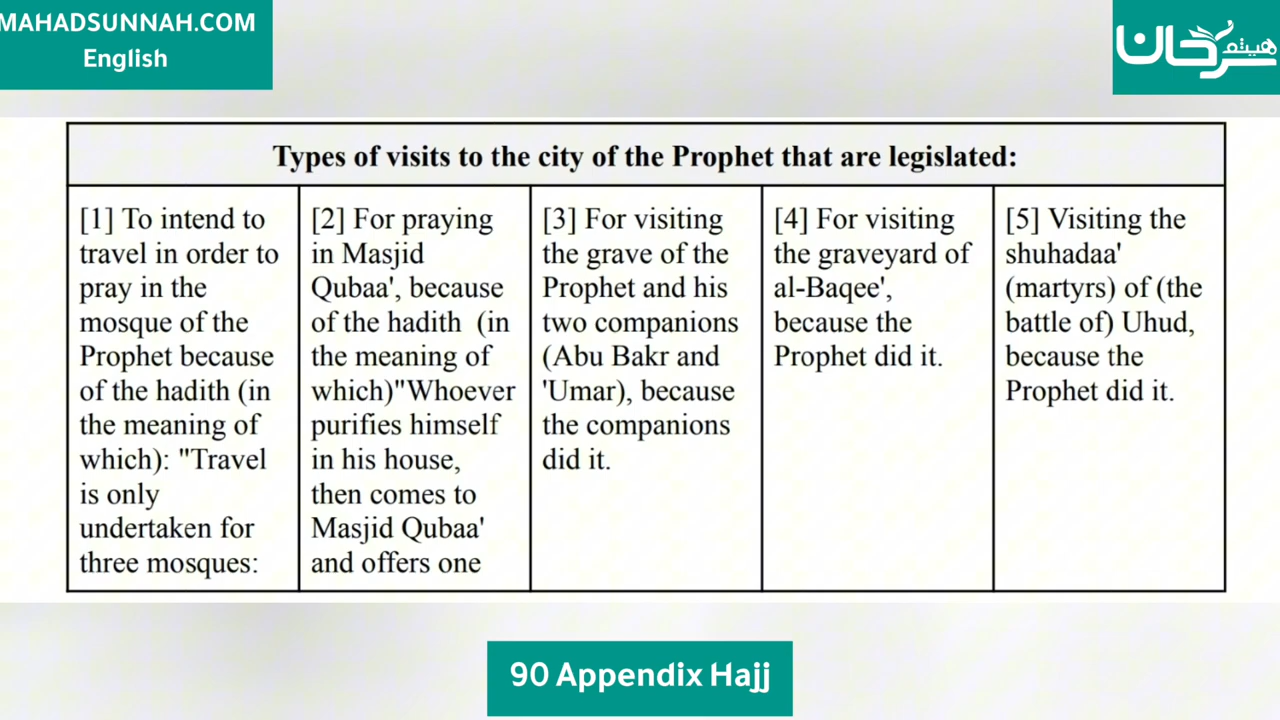 MAHADSUNNAH.COM
English
هيثم
سرحان
Types of visits to the city of the Prophet that are legislated:
[1] To intend to
travel in order to
pray in the
mosque of the
Prophet because
of the hadith (in
the meaning of
which): "Travel
is only
undertaken for
three mosques:
[2] For praying
in Masjid
Qubaa', because
of the hadith (in
the meaning of
which)"Whoever
purifies himself
in his house,
then comes to
Masjid Qubaa'
and offers one
[3] For visiting
the grave of the
Prophet and his
two companions
(Abu Bakr and
'Umar), because
the companions
did it.
[4] For visiting
the graveyard of
al-Baqee',
because the
Prophet did it.
[5] Visiting the
shuhadaa'
(martyrs) of (the
battle of) Uhud,
because the
Prophet did it.
90 Appendix Hajj